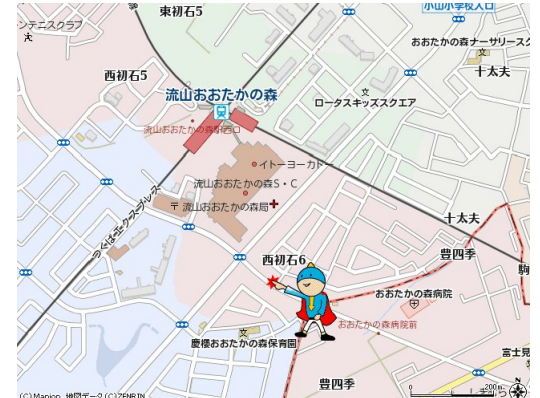 東初石5
小山小学校入口
ンテニスクラブ
おおたかの森ナーサリースク
西初石5
十太夫
流山おおたかの森
ロータスキッズスクエア
流山おおたかの森駅西口
イトーヨーカドー
流山おおたかの森S・C
〒 流山おおたかの森局
つくばエクスプレス
十太夫
西初石6
豊四季
駒
おおたかの森病院
おおたかの森病院前
慶櫻おおたかの森保育園
富士見
豊四季
0 200m
(C)Mapion, 地図データ(C)ZENRIN